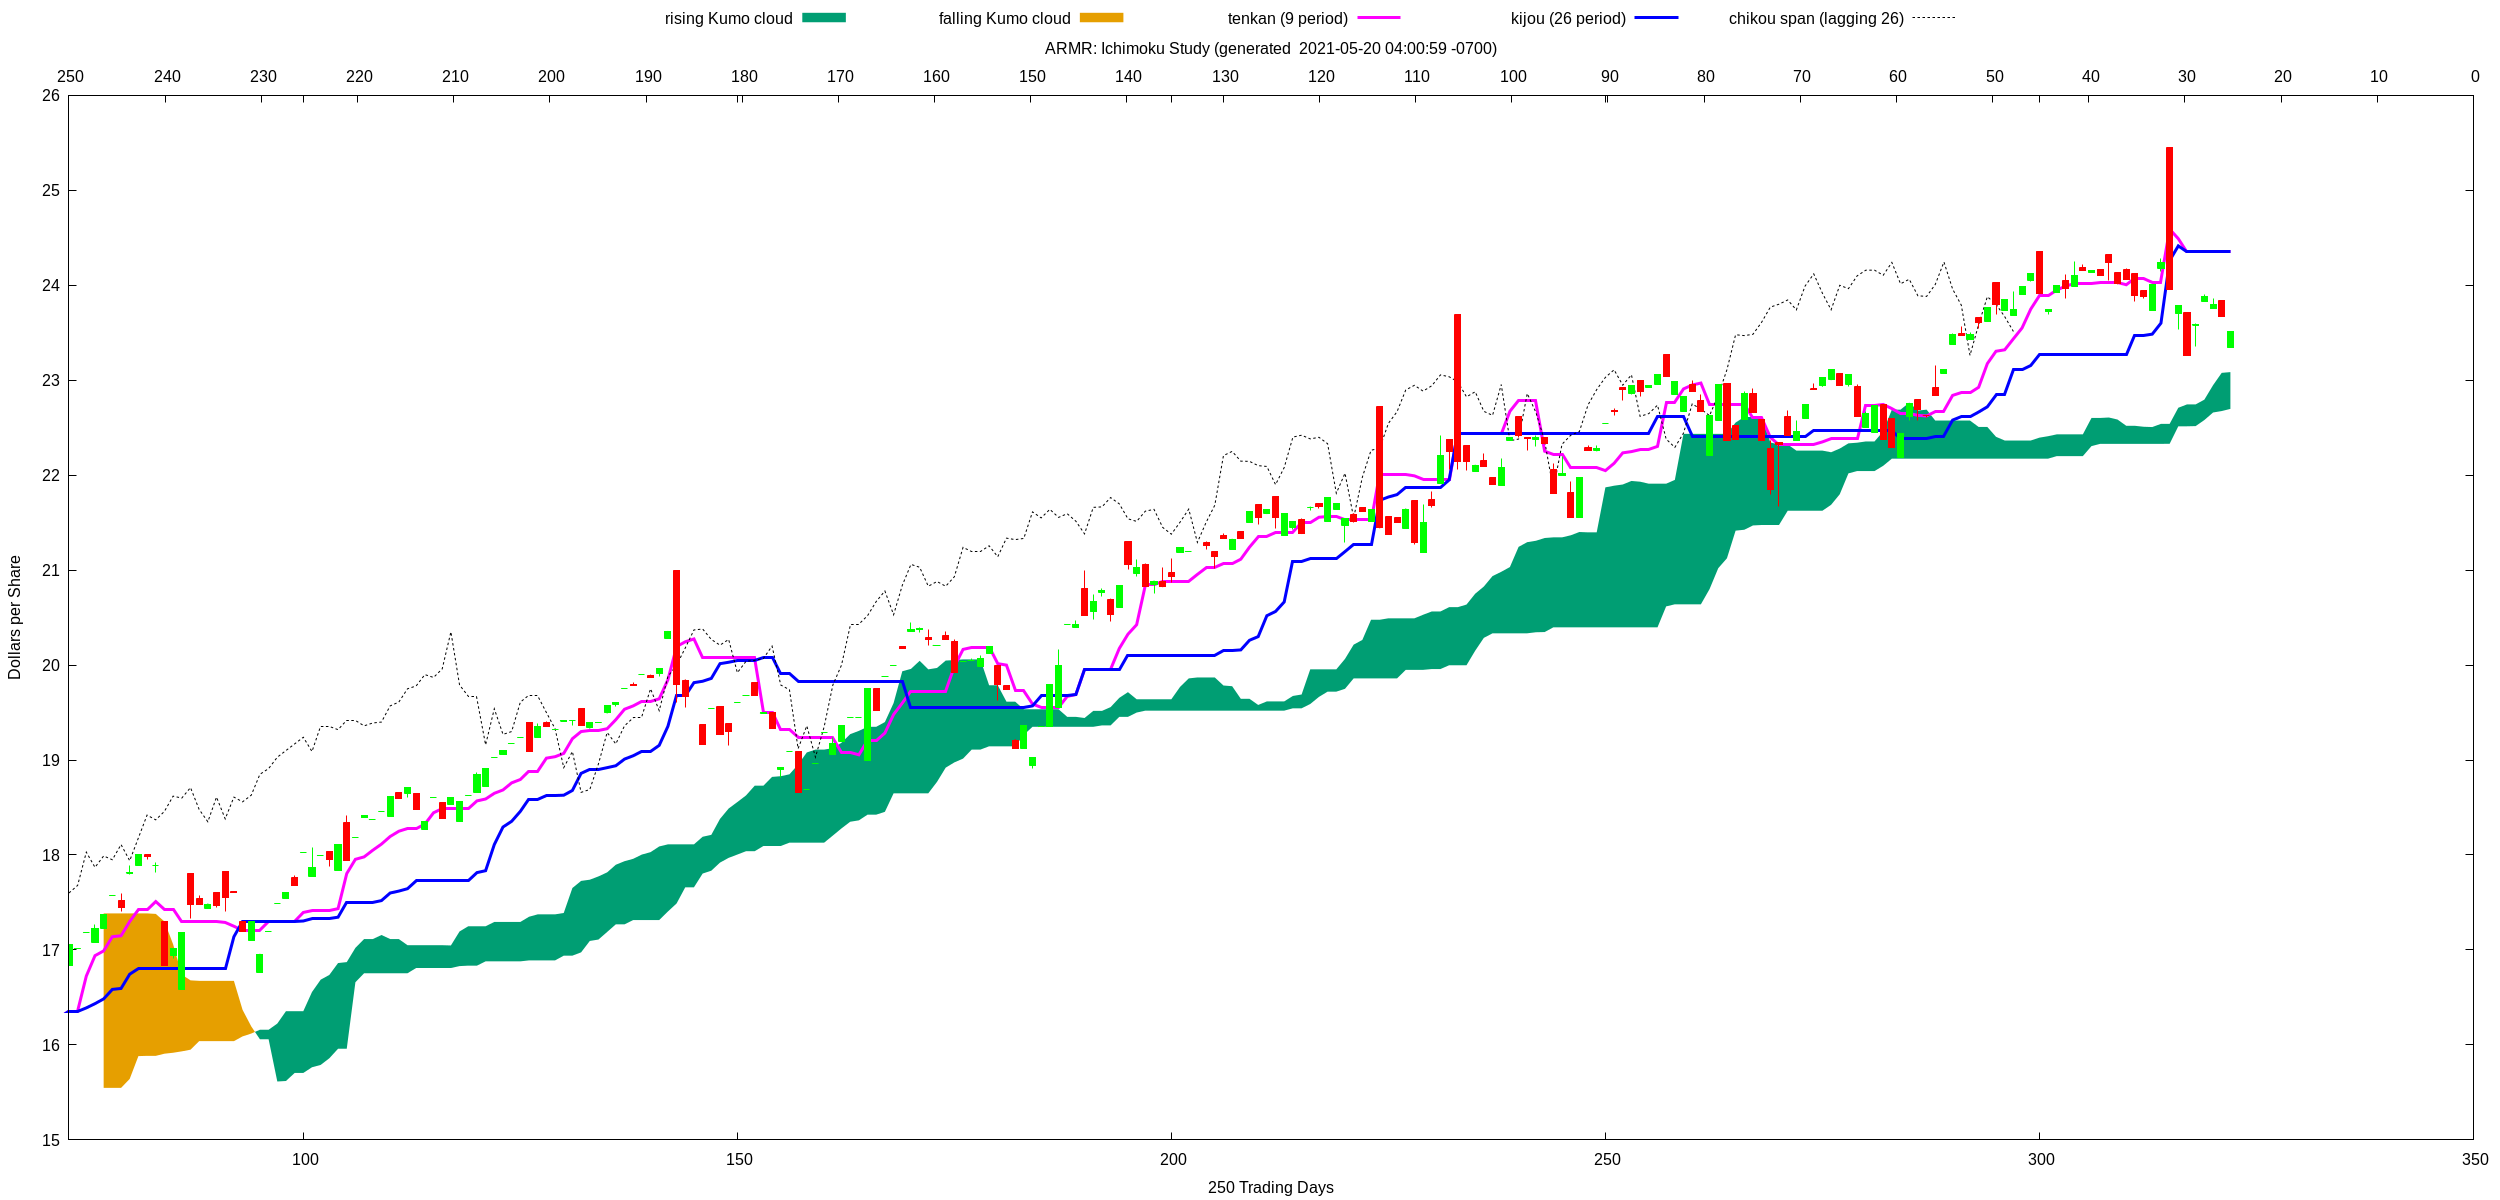 rising Kumo cloud falling Kumo cloud tenkan (9 period) kijou (26 period) chikou span (lagging 26)
ARMR: Ichimoku Study (generated  2021-05-20 04:00:59 -0700)
250 240 230 220 210 200 190 180 170 160 150 140 130 120 110 100 90 80 70 60 50 40 30 20 10 0
26
25
24
23
22
21
20
19
18
17
16
15
Dollars per Share
100 150 200 250 300 350
250 Trading Days